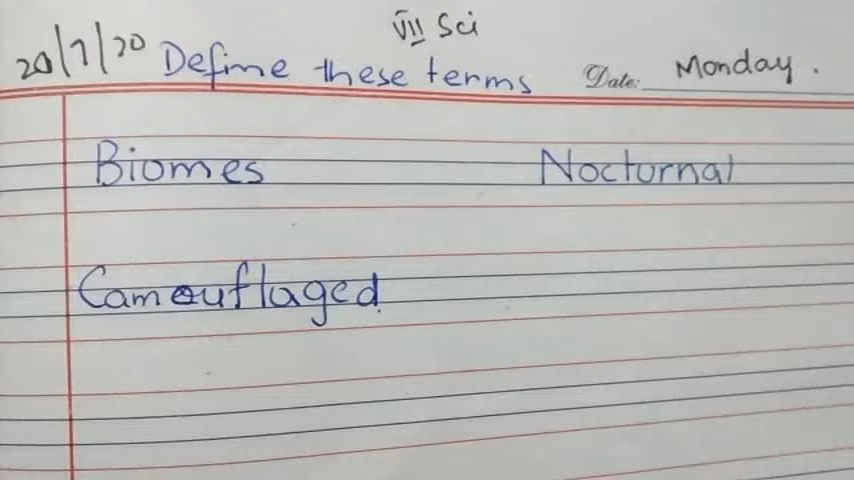 VII Sci
20/7/20 Define these terms Date: Monday.
Biomes Nocturnal
Camouflaged.